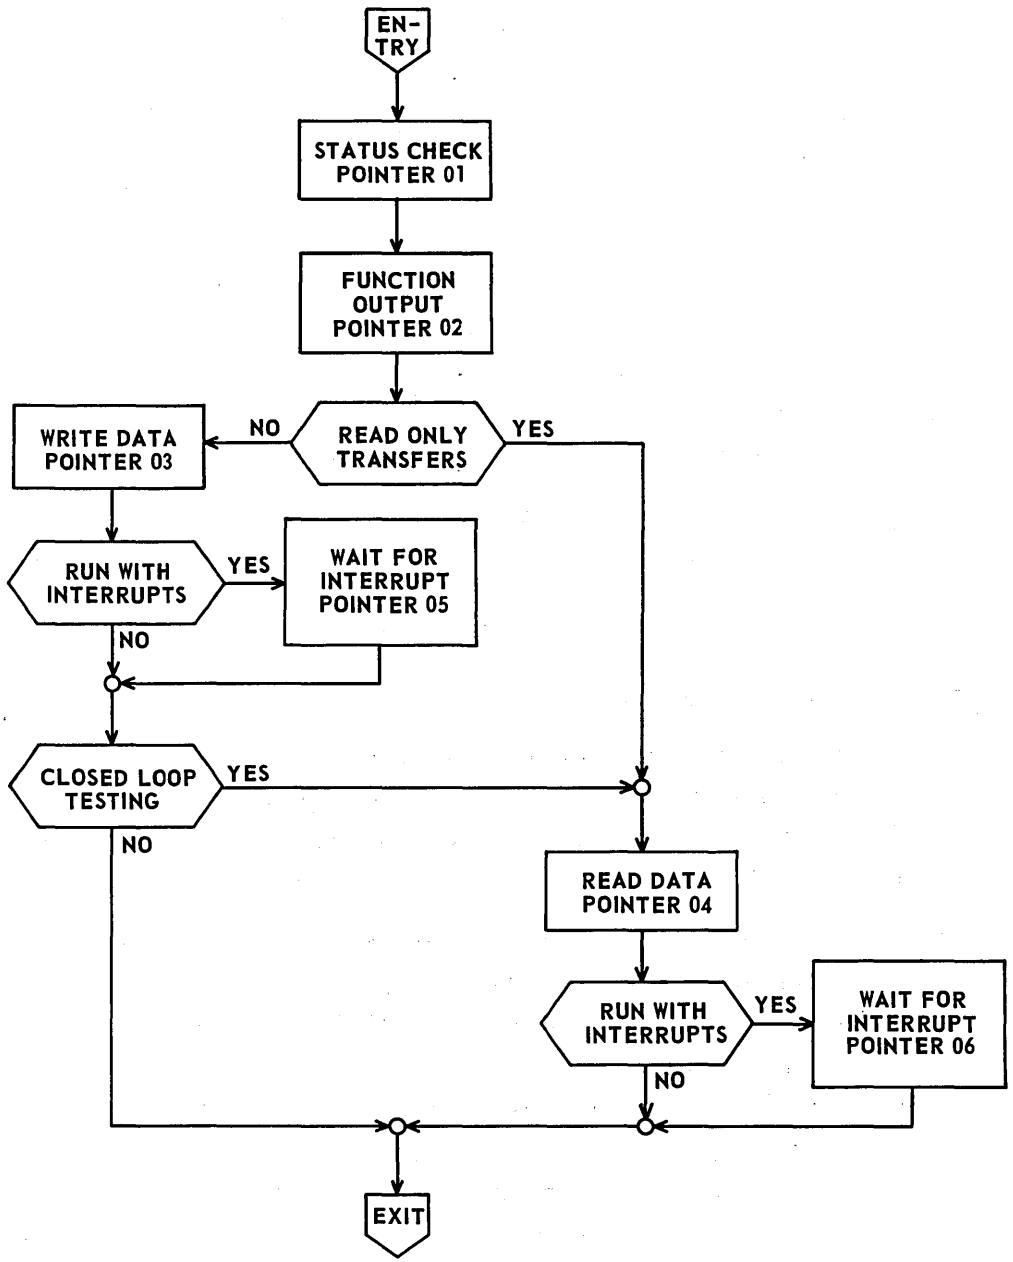 EN-
TRY
STATUS CHECK
POINTER 01
FUNCTION
OUTPUT
POINTER 02
READ ONLY
TRANSFERS
NO
YES
WRITE DATA
POINTER 03
RUN WITH
INTERRUPTS
YES
NO
WAIT FOR
INTERRUPT
POINTER 05
CLOSED LOOP
TESTING
YES
NO
READ DATA
POINTER 04
RUN WITH
INTERRUPTS
YES
NO
WAIT FOR
INTERRUPT
POINTER 06
EXIT